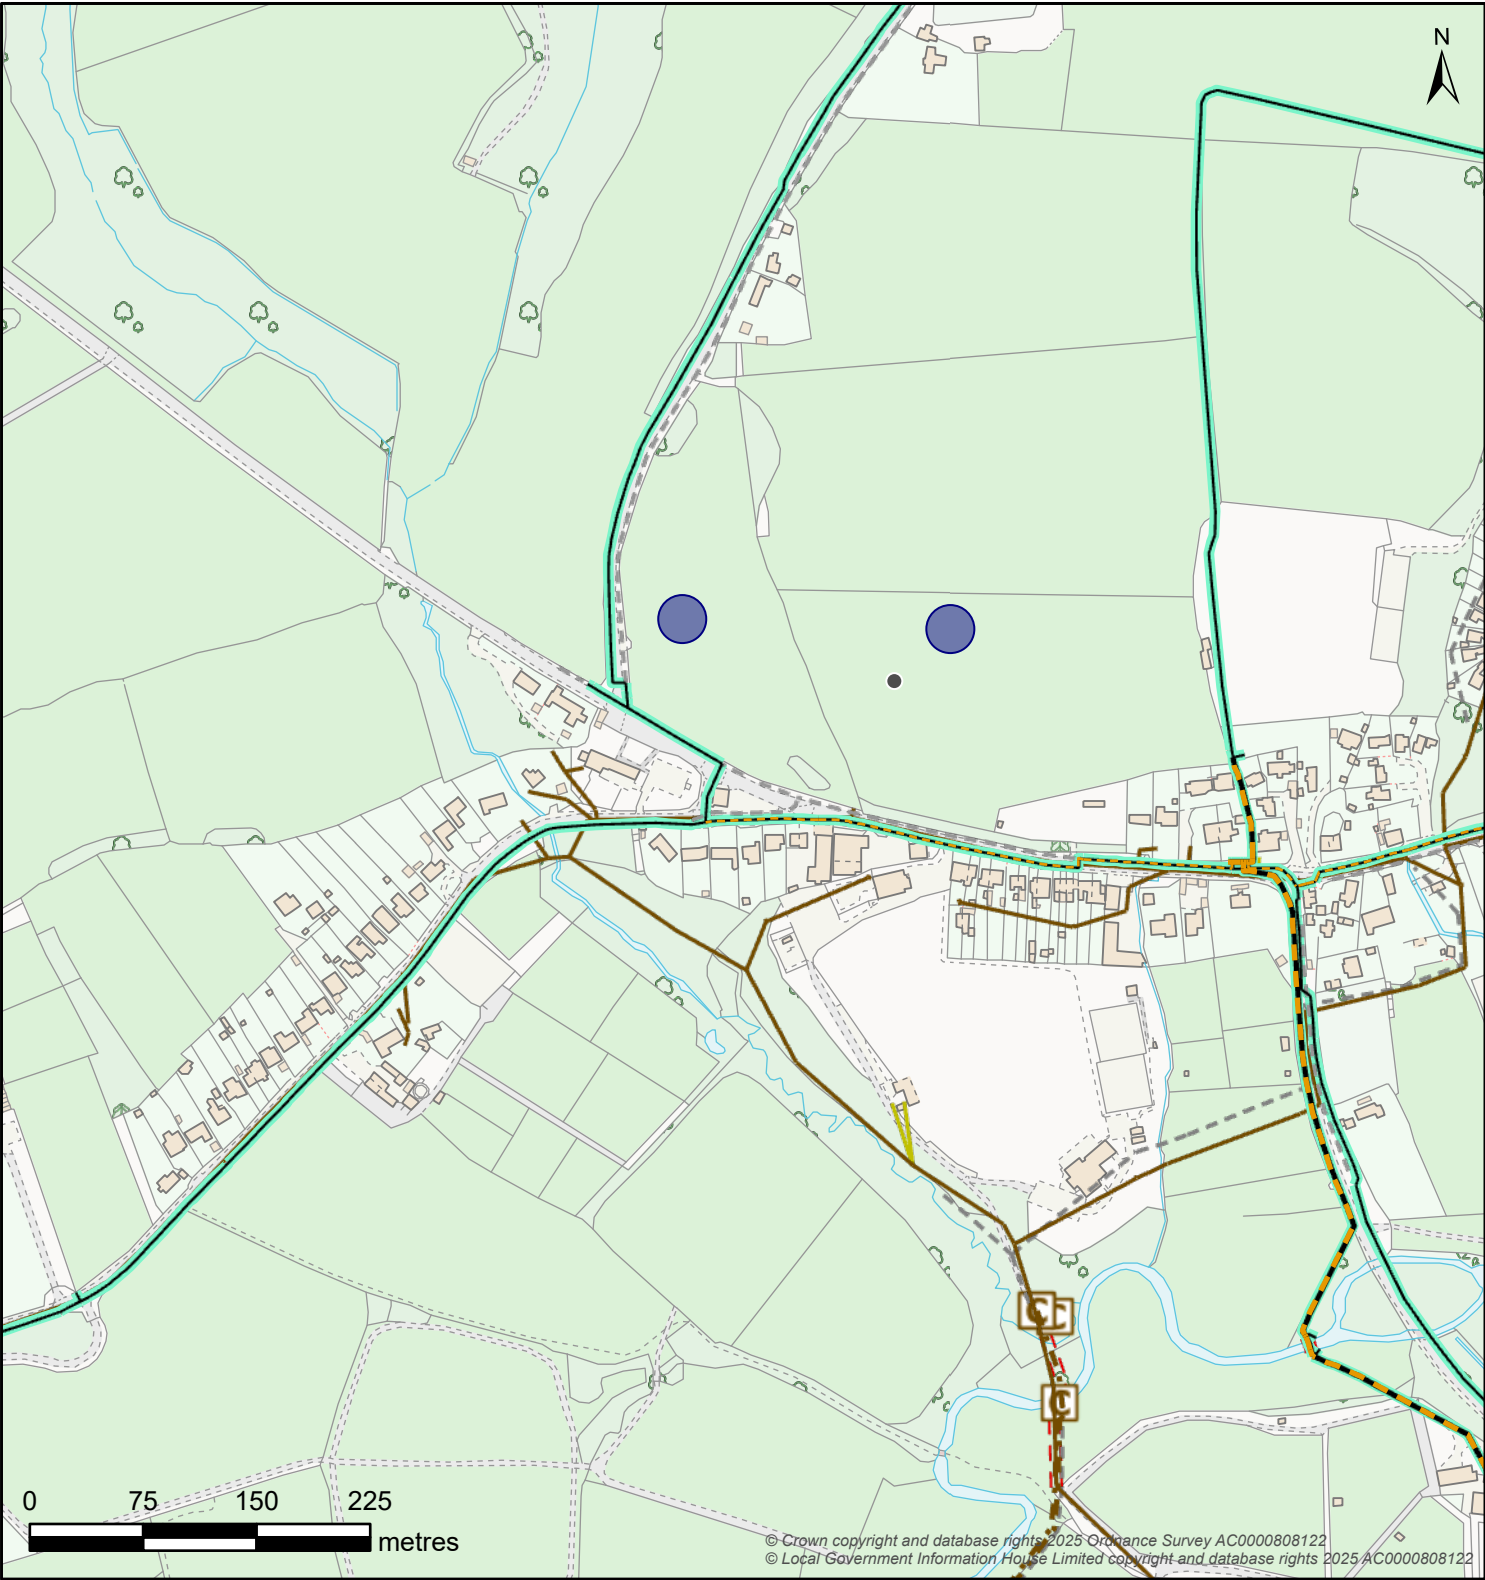 N
C
C
C
0 75 150 225
metres
© Crown copyright and database rights 2025 Ordnance Survey AC0000808122
© Local Government Information House Limited copyright and database rights 2025 AC0000808122